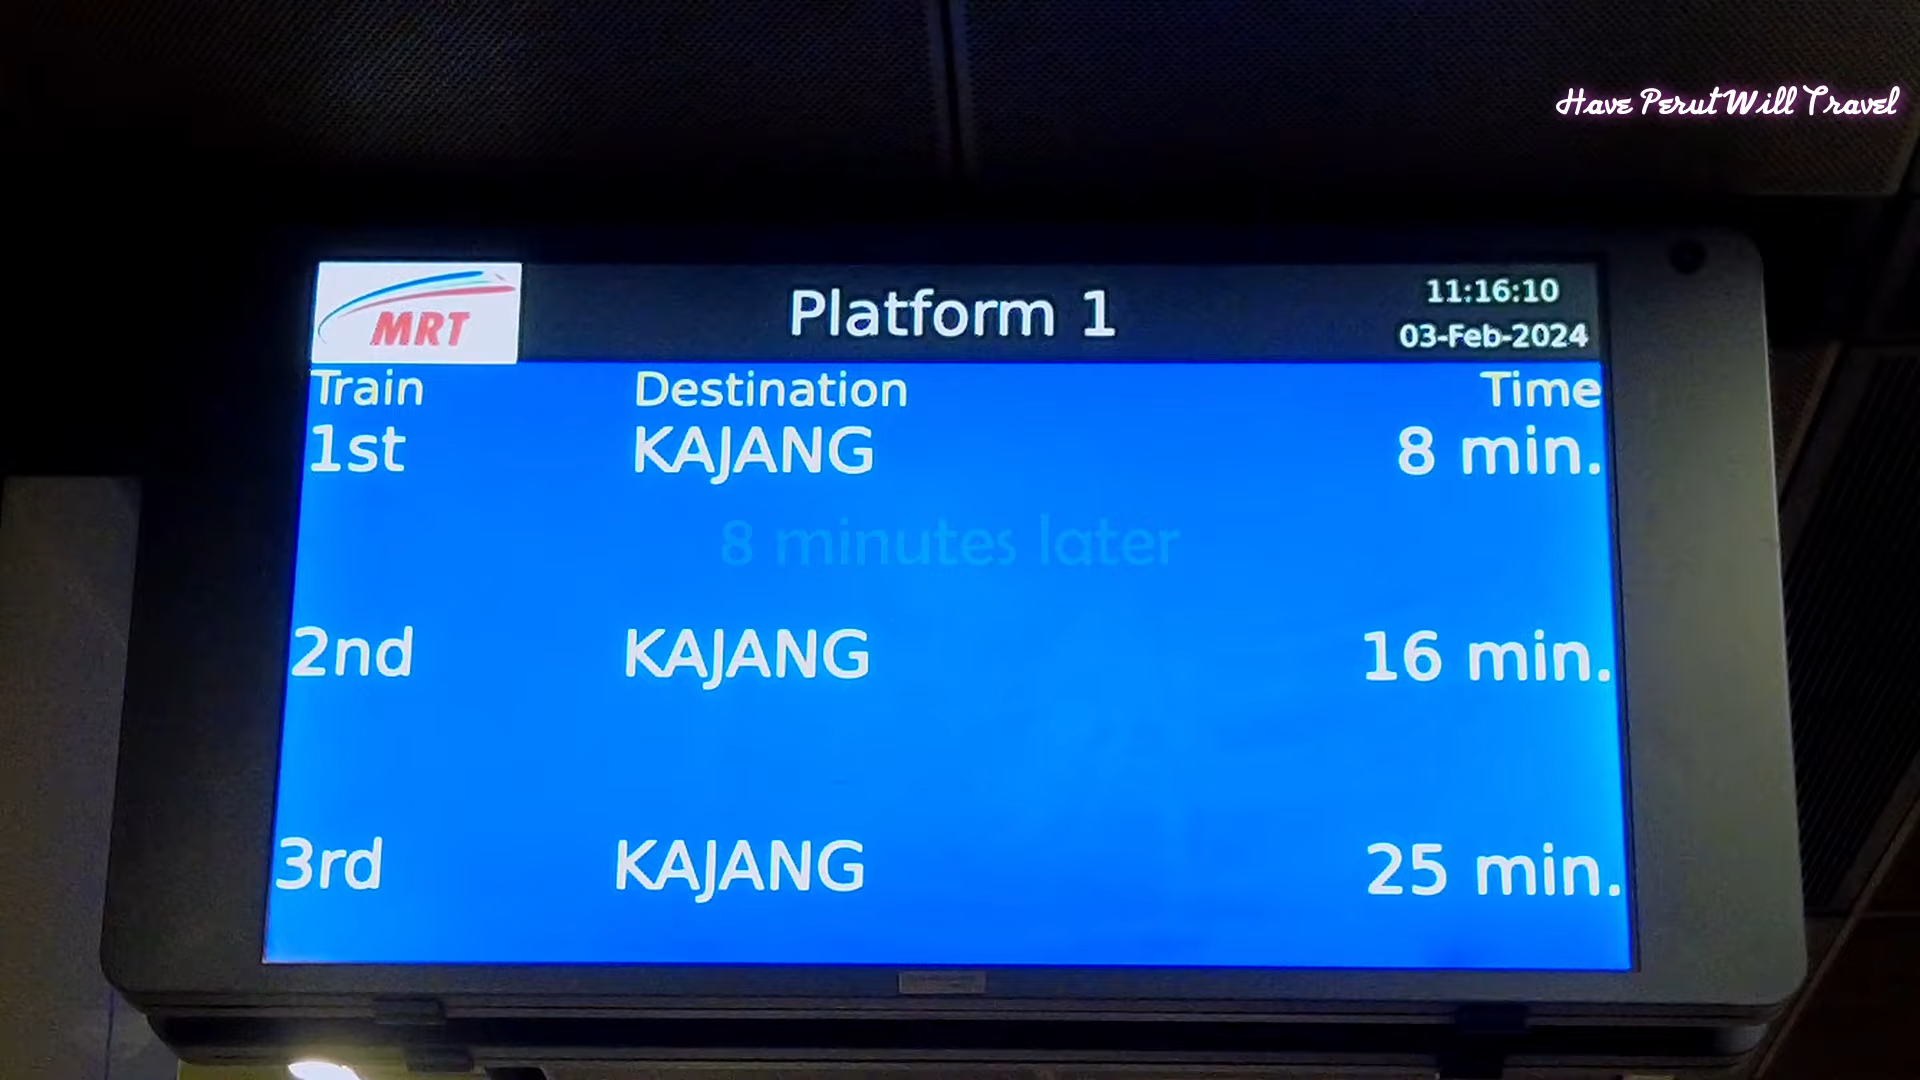 Have Perut Will Travel
MRT
Platform 1
11:16:10
03-Feb-2024
Train Destination Time
1st KAJANG 8 min.
8 minutes later
2nd KAJANG 16 min.
3rd KAJANG 25 min.